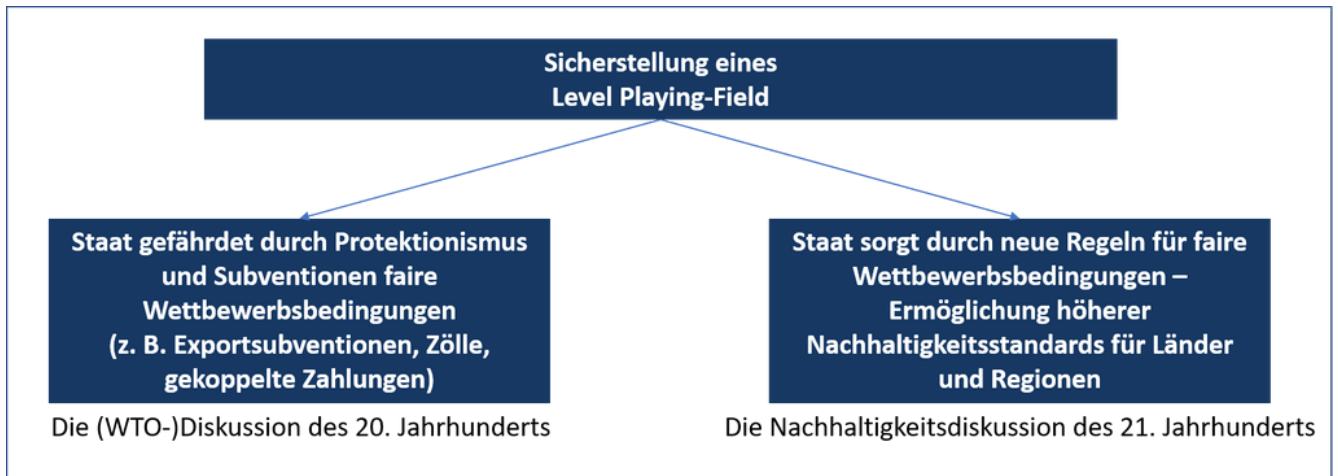 Sicherstellung eines
Level Playing-Field
Staat gefährdet durch Protektionismus
und Subventionen faire
Wettbewerbsbedingungen
(z. B. Exportsubventionen, Zölle,
gekoppelte Zahlungen)
Die (WTO-)Diskussion des 20. Jahrhunderts
Staat sorgt durch neue Regeln für faire
Wettbewerbsbedingungen –
Ermöglichung höherer
Nachhaltigkeitsstandards für Länder
und Regionen
Die Nachhaltigkeitsdiskussion des 21. Jahrhunderts